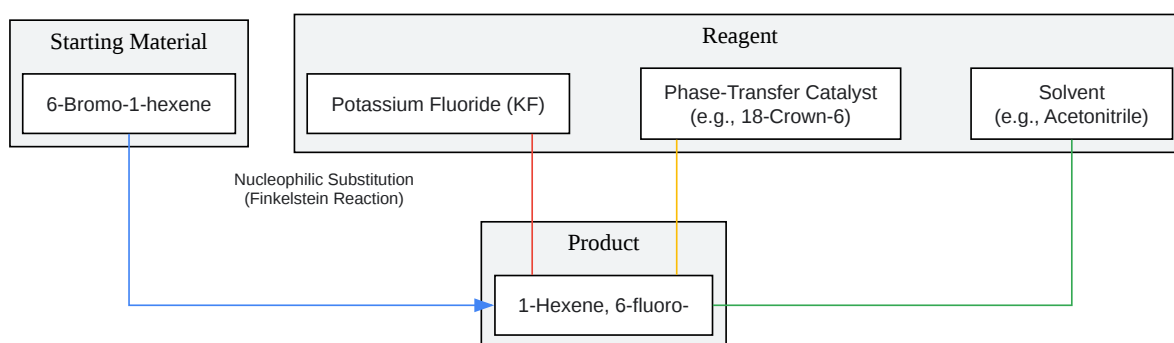 Starting Material
6-Bromo-1-hexene
Reagent
Potassium Fluoride (KF)
Phase-Transfer Catalyst
(e.g., 18-Crown-6)
Solvent
(e.g., Acetonitrile)
Nucleophilic Substitution
(Finkelstein Reaction)
Product
1-Hexene, 6-fluoro-